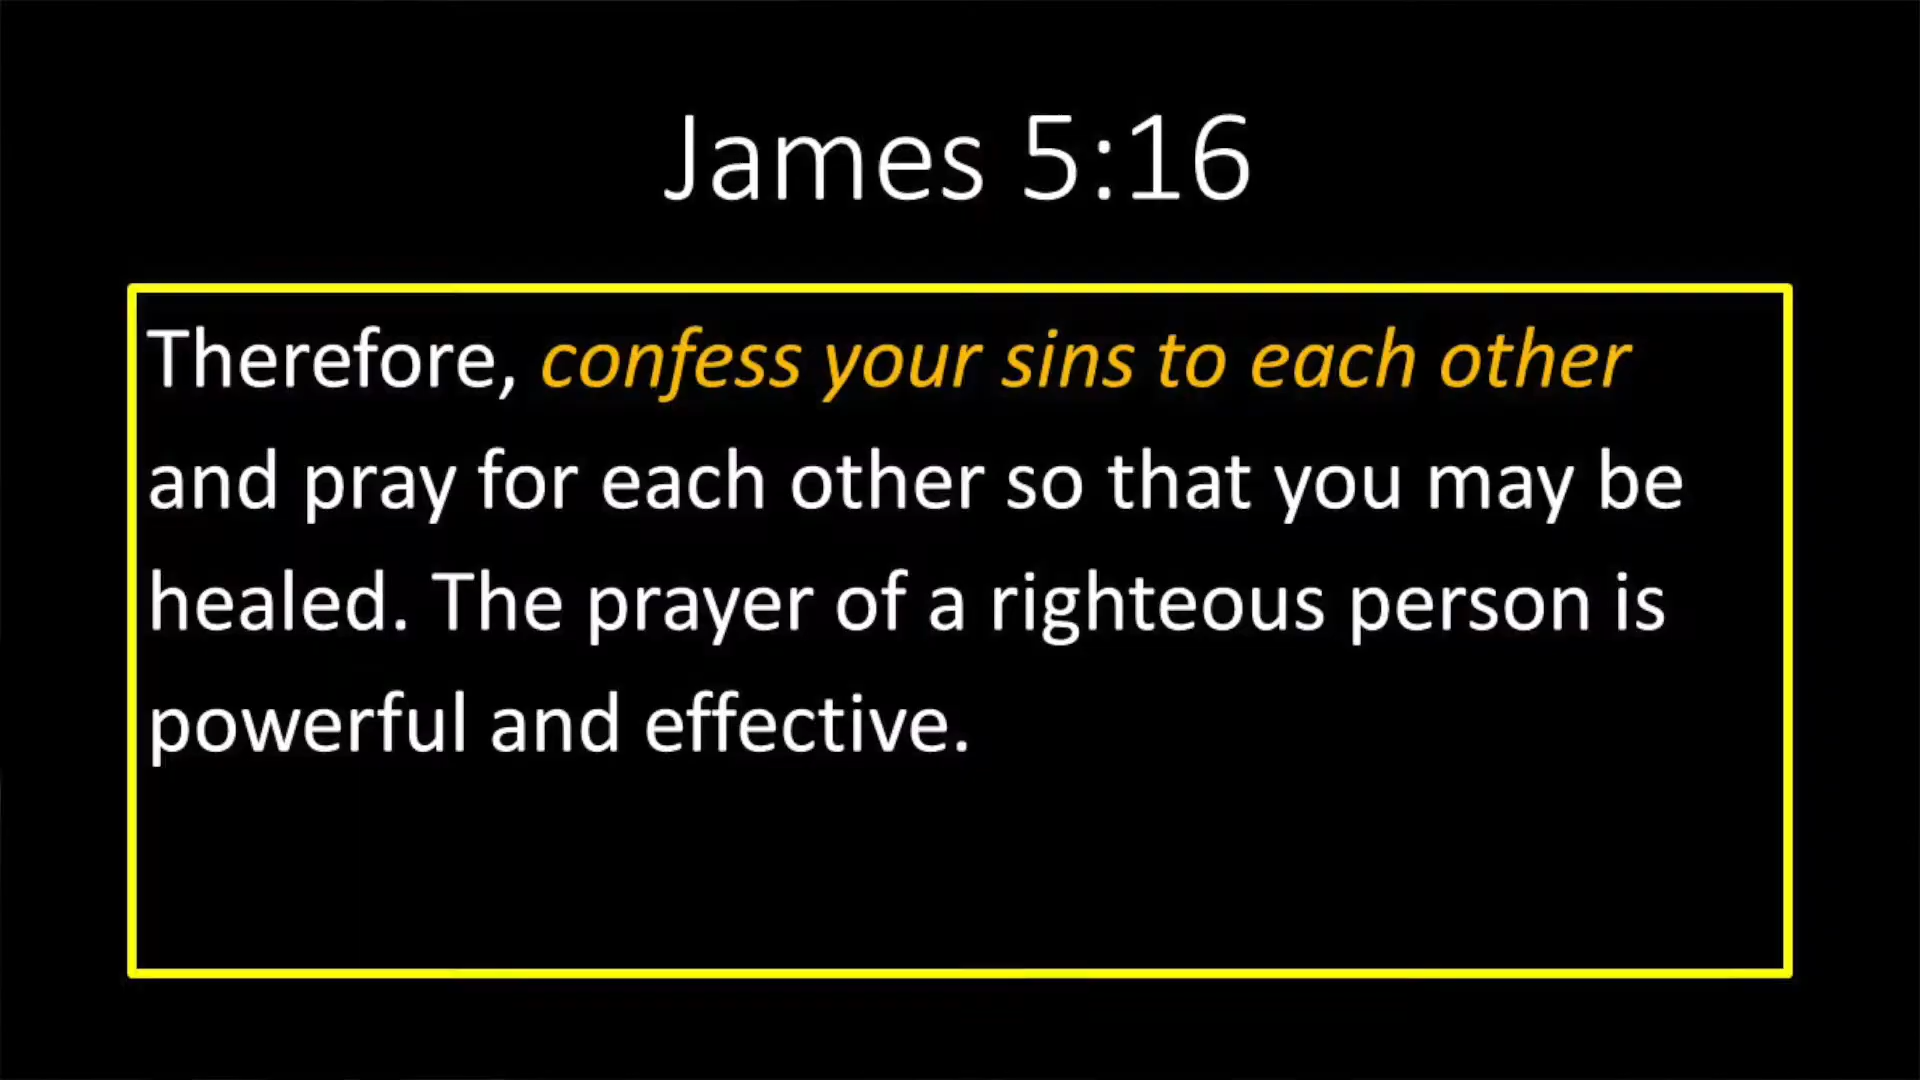 James 5:16
Therefore, confess your sins to each other
and pray for each other so that you may be
healed. The prayer of a righteous person is
powerful and effective.